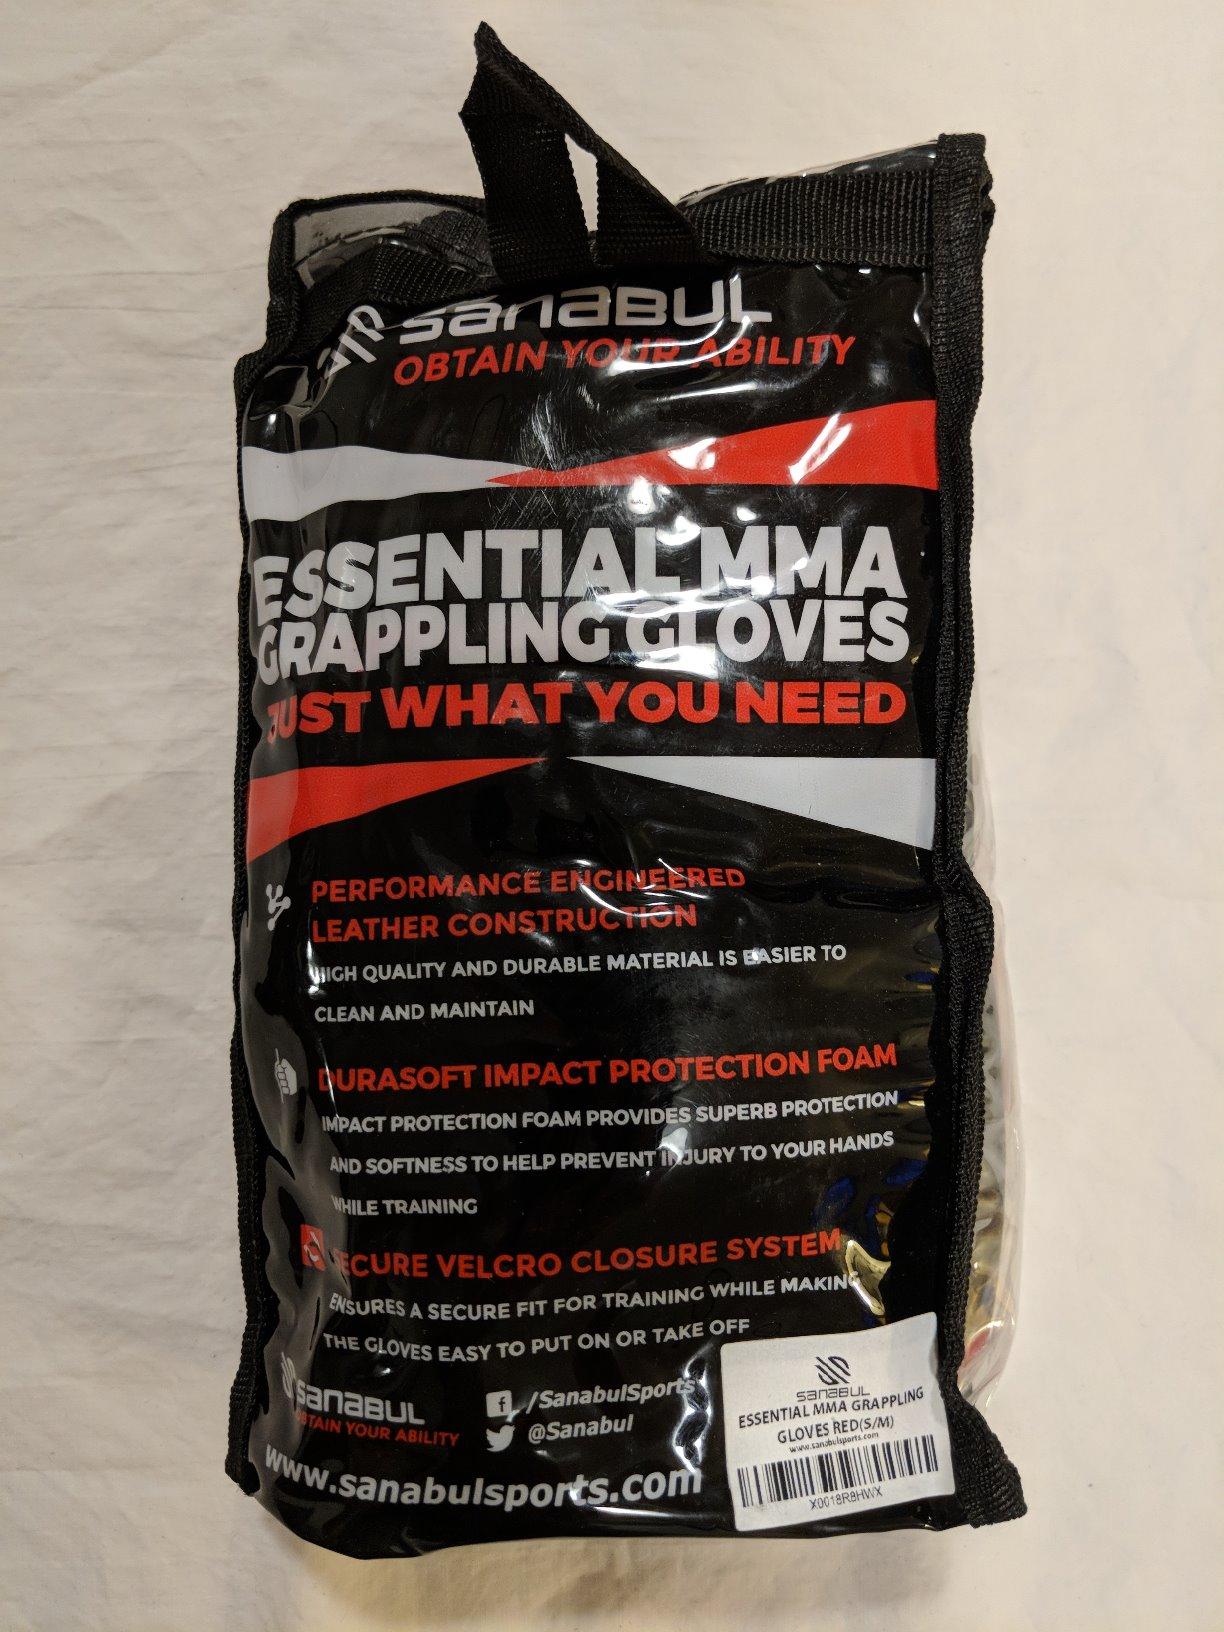 SANABUL
OBTAIN YOUR ABILITY
ESSENTIAL MMA
GRAPPLING GLOVES
JUST WHAT YOU NEED
PERFORMANCE ENGINEERED
LEATHER CONSTRUCTION
HIGH QUALITY AND DURABLE MATERIAL IS EASIER TO
CLEAN AND MAINTAIN
DURASOFT IMPACT PROTECTION FOAM
IMPACT PROTECTION FOAM PROVIDES SUPERB PROTECTION
AND SOFTNESS TO HELP PREVENT INJURY TO YOUR HANDS
WHILE TRAINING
SECURE VELCRO CLOSURE SYSTEM
ENSURES A SECURE FIT FOR TRAINING WHILE MAKING
THE GLOVES EASY TO PUT ON OR TAKE OFF
SANABUL
OBTAIN YOUR ABILITY
/SanabulSports
@Sanabul
www.sanabulsports.com
SANABUL
ESSENTIAL MMA GRAPPLING
GLOVES RED(S/M)
www.sanabulsports.com
X0018R8HWX